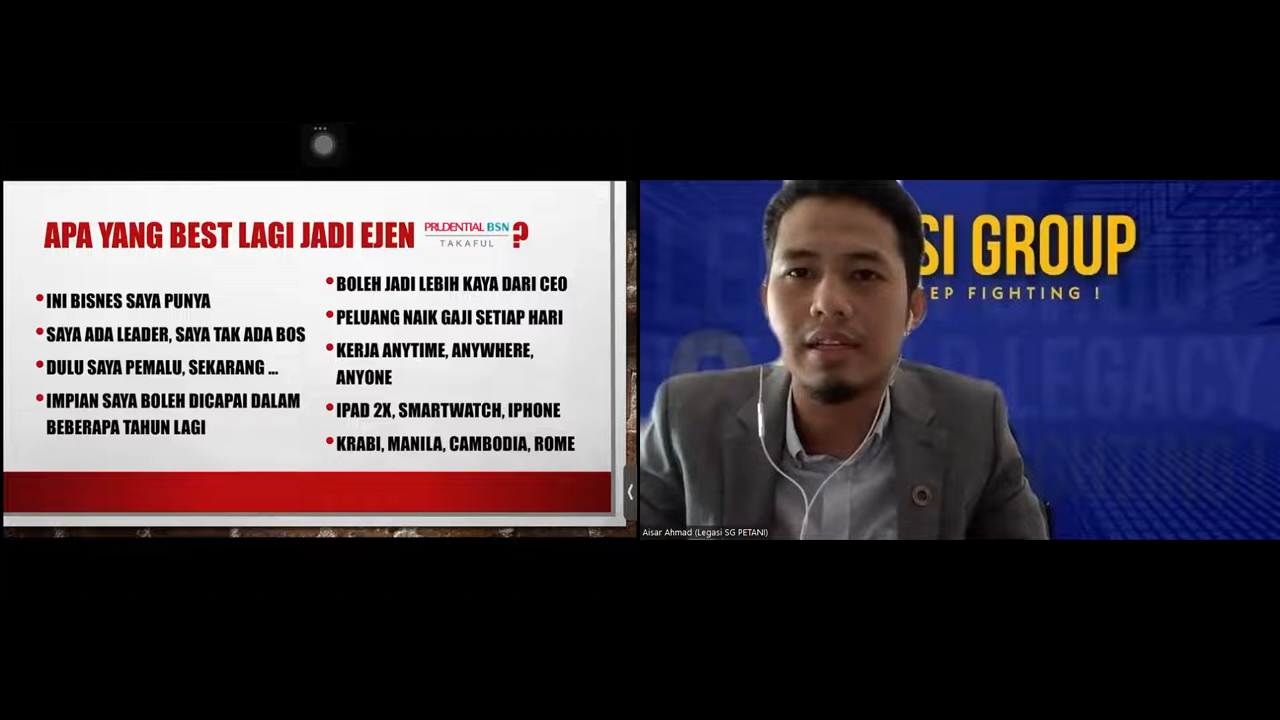 APA YANG BEST LAGI JADI EJEN PRUDENTIAL BSN TAKAFUL ?
• INI BISNES SAYA PUNYA
• SAYA ADA LEADER, SAYA TAK ADA BOS
• DULU SAYA PEMALU, SEKARANG ...
• IMPIAN SAYA BOLEH DICAPAI DALAM
BEBERAPA TAHUN LAGI
• BOLEH JADI LEBIH KAYA DARI CEO
• PELUANG NAIK GAJI SETIAP HARI
• KERJA ANYTIME, ANYWHERE,
ANYONE
• IPAD 2X, SMARTWATCH, IPHONE
• KRABI, MANILA, CAMBODIA, ROME
SI GROUP
EP FIGHTING !
LEGACY
Aisar Ahmad (Legasi SG PETANI)